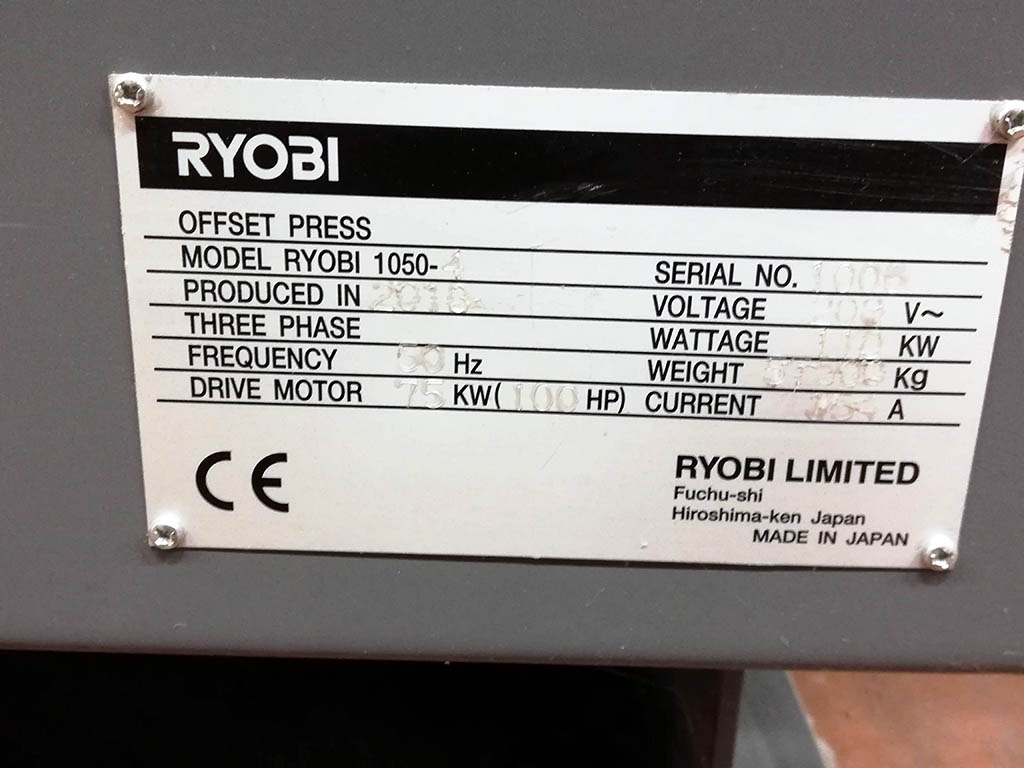 RYOBI
OFFSET PRESS
MODEL RYOBI 1050-4 SERIAL NO.
PRODUCED IN VOLTAGE V~
THREE PHASE WATTAGE KW
FREQUENCY 50 Hz WEIGHT Kg
DRIVE MOTOR 75 KW( 100 HP) CURRENT A
CE
RYOBI LIMITED
Fuchu-shi
Hiroshima-ken Japan
MADE IN JAPAN